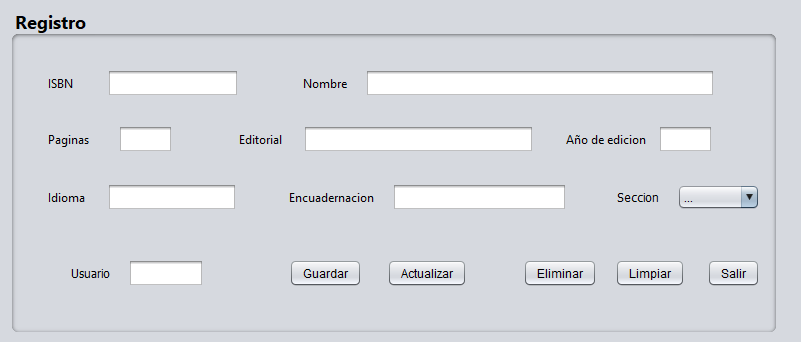 Registro
ISBN Nombre
Paginas Editorial Año de edicion
Idioma Encuadernacion Seccion ...
Usuario Guardar Actualizar Eliminar Limpiar Salir